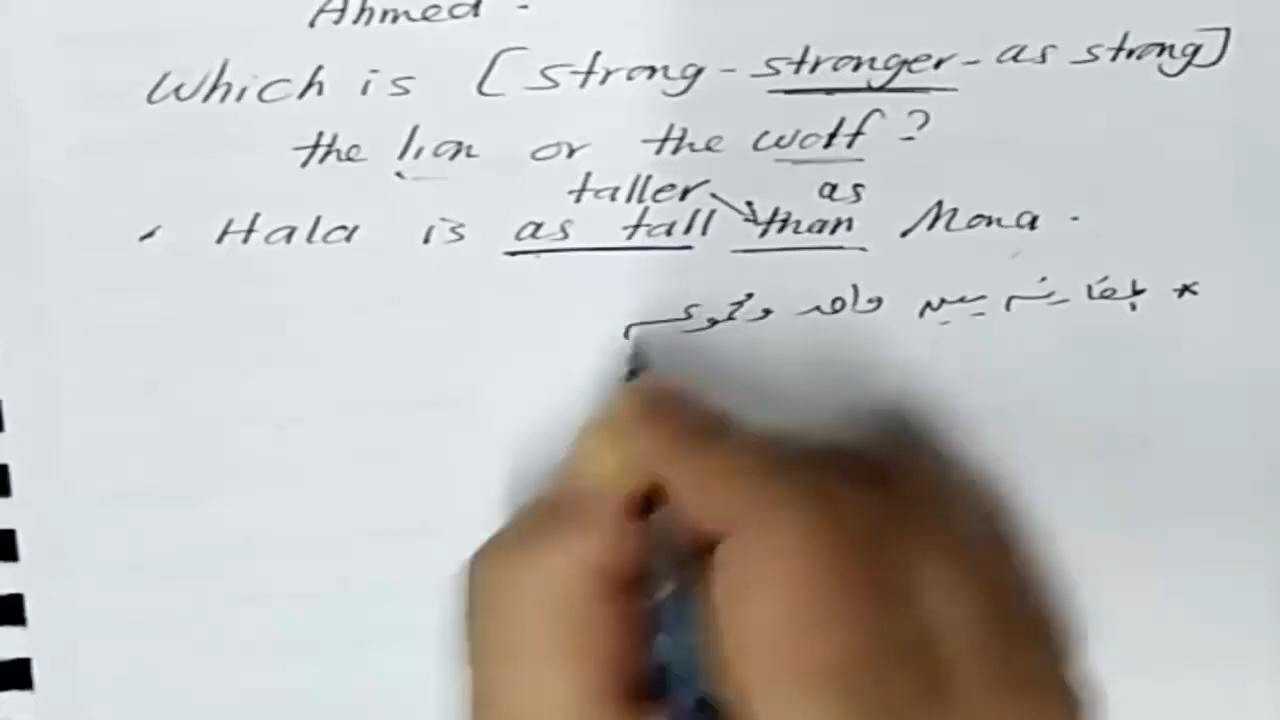 Ahmed .
Which is [strong - stronger - as strong]
the lion or the wolf ?
taller as
Hala is as tall than Mona .
* المقارنة بين واحد ومجموعة